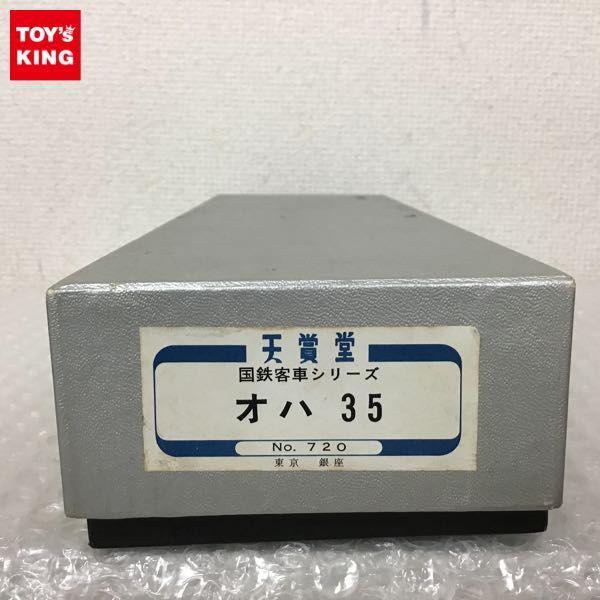 TOY's
KING
天賞堂
国鉄客車シリーズ
オハ 35
No. 720
東京 銀座